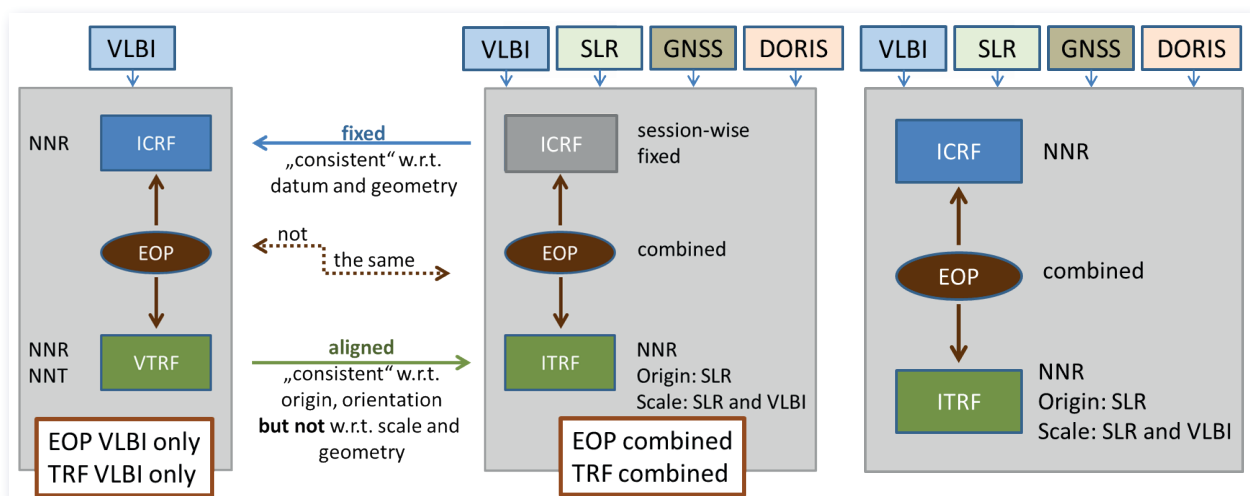 VLBI
NNR
ICRF
EOP
NNR
NNT
VTRF
EOP VLBI only
TRF VLBI only
fixed
„consistent“ w.r.t.
datum and geometry
not
the same
aligned
„consistent“ w.r.t.
origin, orientation
but not w.r.t. scale and
geometry
VLBI
SLR
GNSS
DORIS
ICRF
session-wise
fixed
EOP
combined
ITRF
NNR
Origin: SLR
Scale: SLR and VLBI
EOP combined
TRF combined
VLBI
SLR
GNSS
DORIS
ICRF
NNR
EOP
combined
ITRF
NNR
Origin: SLR
Scale: SLR and VLBI